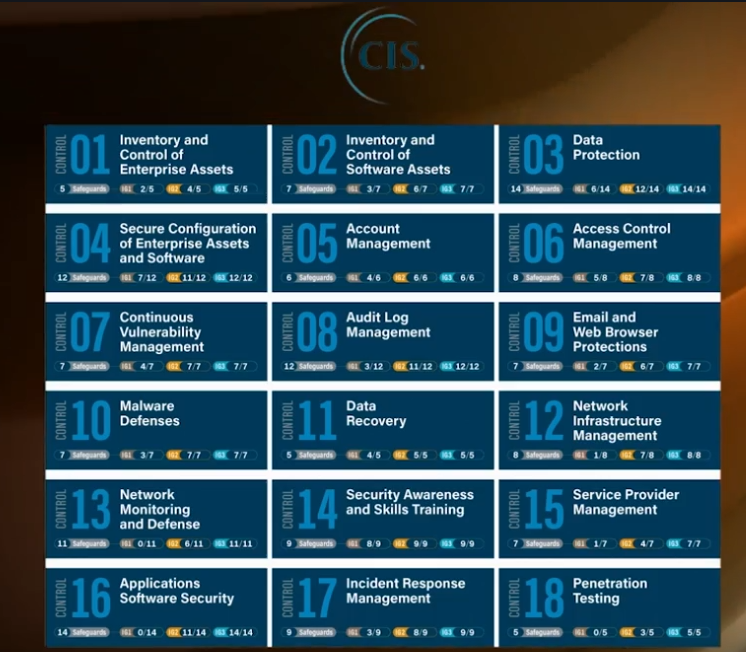 CIS.
CONTROL 01 Inventory and
Control of
Enterprise Assets
5 Safeguards IG1 2/5 IG2 4/5 IG3 5/5
CONTROL 02 Inventory and
Control of
Software Assets
7 Safeguards IG1 3/7 IG2 6/7 IG3 7/7
CONTROL 03 Data
Protection
14 Safeguards IG1 6/14 IG2 12/14 IG3 14/14
CONTROL 04 Secure Configuration
of Enterprise Assets
and Software
12 Safeguards IG1 7/12 IG2 11/12 IG3 12/12
CONTROL 05 Account
Management
6 Safeguards IG1 4/6 IG2 6/6 IG3 6/6
CONTROL 06 Access Control
Management
8 Safeguards IG1 5/8 IG2 7/8 IG3 8/8
CONTROL 07 Continuous
Vulnerability
Management
7 Safeguards IG1 4/7 IG2 7/7 IG3 7/7
CONTROL 08 Audit Log
Management
12 Safeguards IG1 3/12 IG2 11/12 IG3 12/12
CONTROL 09 Email and
Web Browser
Protections
7 Safeguards IG1 2/7 IG2 6/7 IG3 7/7
CONTROL 10 Malware
Defenses
7 Safeguards IG1 3/7 IG2 7/7 IG3 7/7
CONTROL 11 Data
Recovery
5 Safeguards IG1 4/5 IG2 5/5 IG3 5/5
CONTROL 12 Network
Infrastructure
Management
8 Safeguards IG1 1/8 IG2 7/8 IG3 8/8
CONTROL 13 Network
Monitoring
and Defense
11 Safeguards IG1 0/11 IG2 6/11 IG3 11/11
CONTROL 14 Security Awareness
and Skills Training
9 Safeguards IG1 8/9 IG2 9/9 IG3 9/9
CONTROL 15 Service Provider
Management
7 Safeguards IG1 1/7 IG2 4/7 IG3 7/7
CONTROL 16 Applications
Software Security
14 Safeguards IG1 0/14 IG2 11/14 IG3 14/14
CONTROL 17 Incident Response
Management
9 Safeguards IG1 3/9 IG2 8/9 IG3 9/9
CONTROL 18 Penetration
Testing
5 Safeguards IG1 0/5 IG2 3/5 IG3 5/5